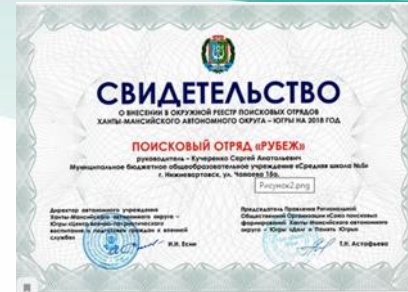 СВИДЕТЕЛЬСТВО
О ВНЕСЕНИИ В ОКРУЖНОЙ РЕЕСТР ПОИСКОВЫХ ОТРЯДОВ
ХАНТЫ-МАНСИЙСКОГО АВТОНОМНОГО ОКРУГА – ЮГРЫ НА 2018 ГОД
ПОИСКОВЫЙ ОТРЯД «РУБЕЖ»
руководитель – Кучеренко Сергей Анатольевич
Муниципальное бюджетное общеобразовательное учреждение «Средняя школа №5»
г. Нижневартовск, ул. Чапаева 15а.
Рисунок2.png
Директор автономного учреждения
Ханты-Мансийского автономного округа –
Югры «Центр военно-патриотического
воспитания и подготовки граждан к военной
службе»
И.Н. Есин
Председатель Правления Региональной
Общественной Организации «Союз поисковых
формирований Ханты-Мансийского автономного
округа – Югры «Долг и Память Югры»
Т.Н. Астафьева